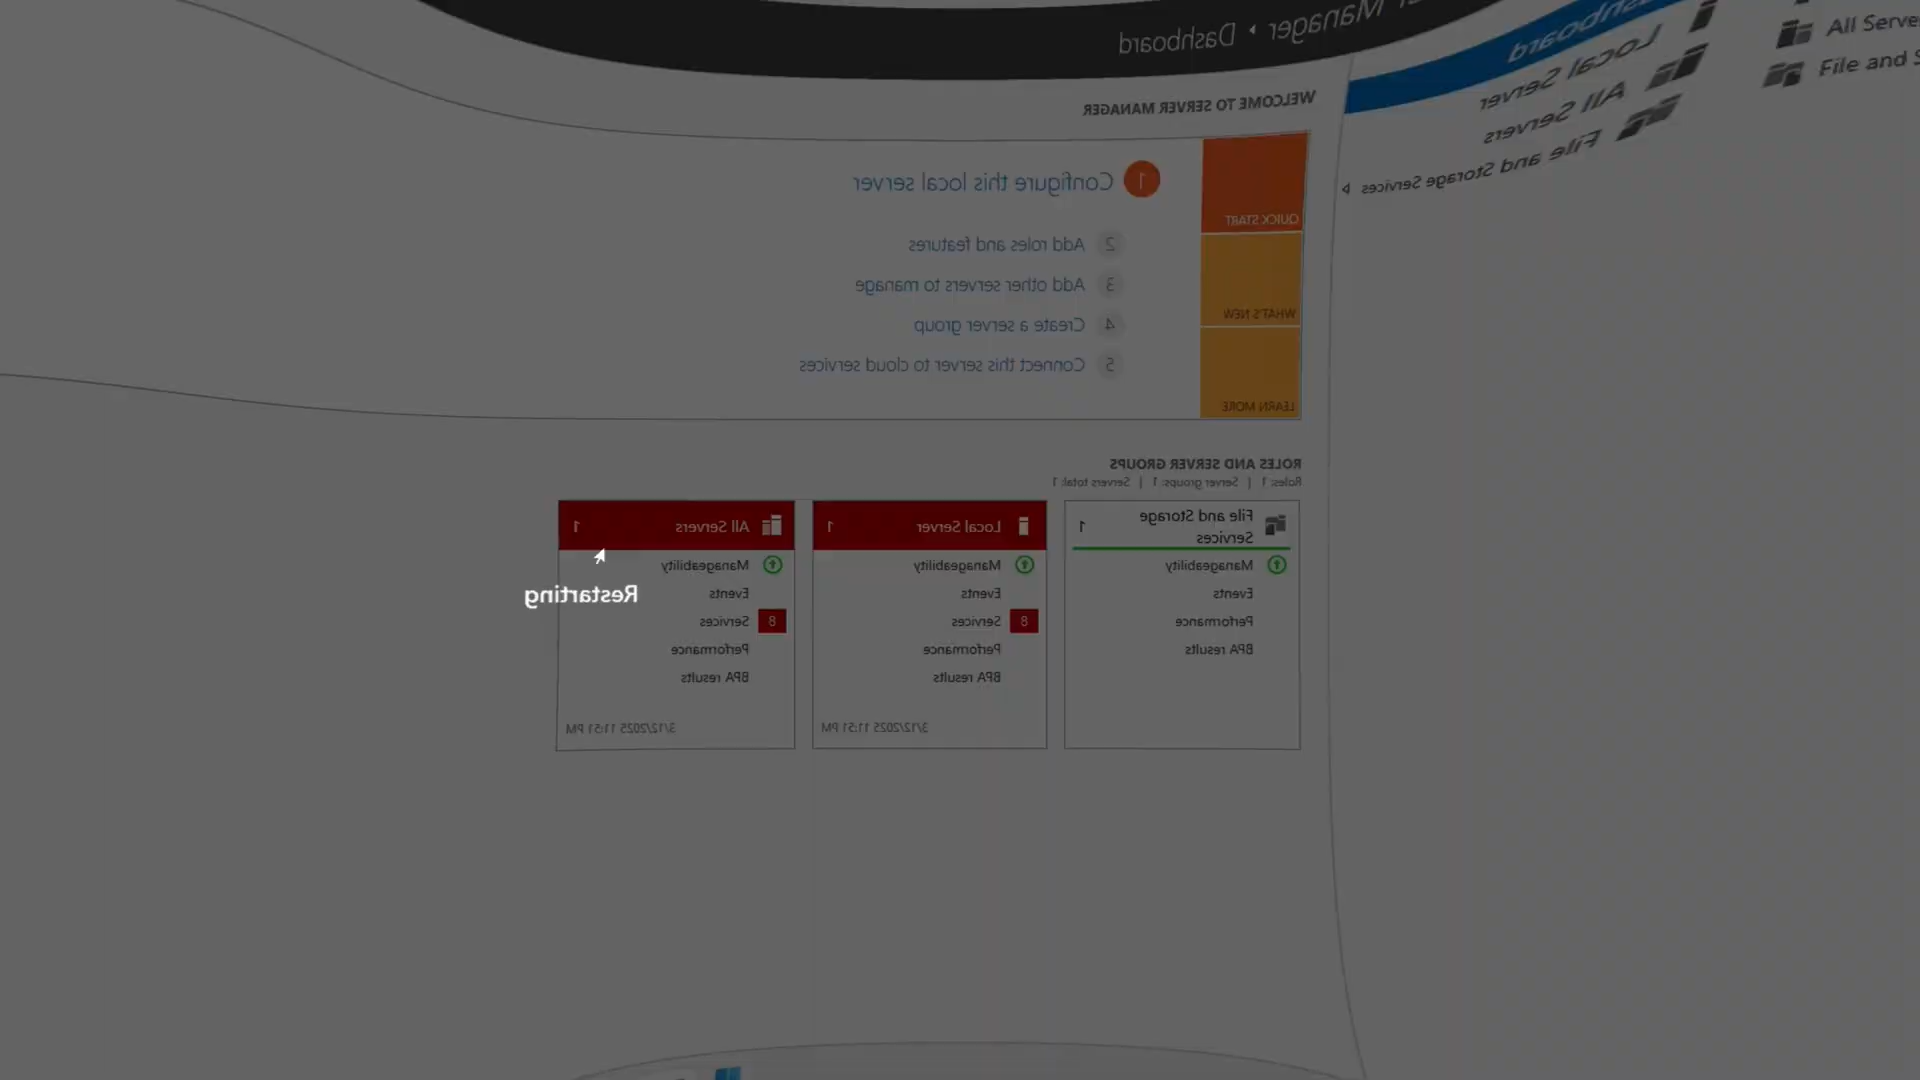 Manager • Dashboard
Dashboard
Local Server
All Servers
File and Storage Services
All Serve
File and S
WELCOME TO SERVER MANAGER
QUICK START
WHAT'S NEW
LEARN MORE
1 Configure this local server
2 Add roles and features
3 Add other servers to manage
4 Create a server group
5 Connect this server to cloud services
ROLES AND SERVER GROUPS
Roles: 1 | Server groups: 1 | Servers total: 1
File and Storage Services 1
Manageability
Events
Performance
BPA results
Local Server 1
Manageability
Events
8 Services
Performance
BPA results
3/12/2025 11:51 PM
All Servers 1
Manageability
Events
8 Services
Performance
BPA results
3/12/2025 11:51 PM
Restarting